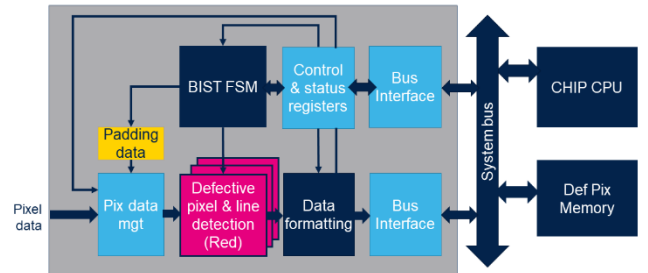 BIST FSM
Control
& status
registers
Bus
Interface
System bus
CHIP CPU
Padding
data
Pixel
data
Pix data
mgt
Defective
pixel & line
detection
(Red)
Data
formatting
Bus
Interface
Def Pix
Memory